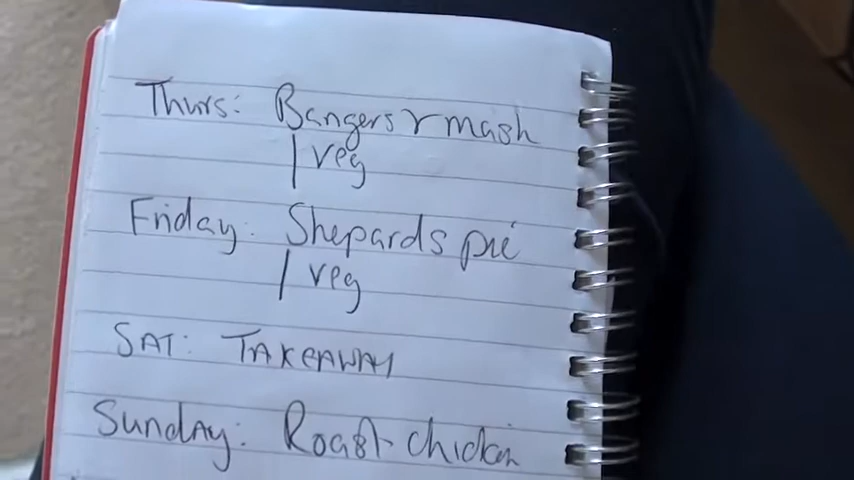 Thurs: Bangers & mash
/ veg
Friday: Shepards pie
/ veg
SAT: TAKEAWAY
Sunday: Roast chicken